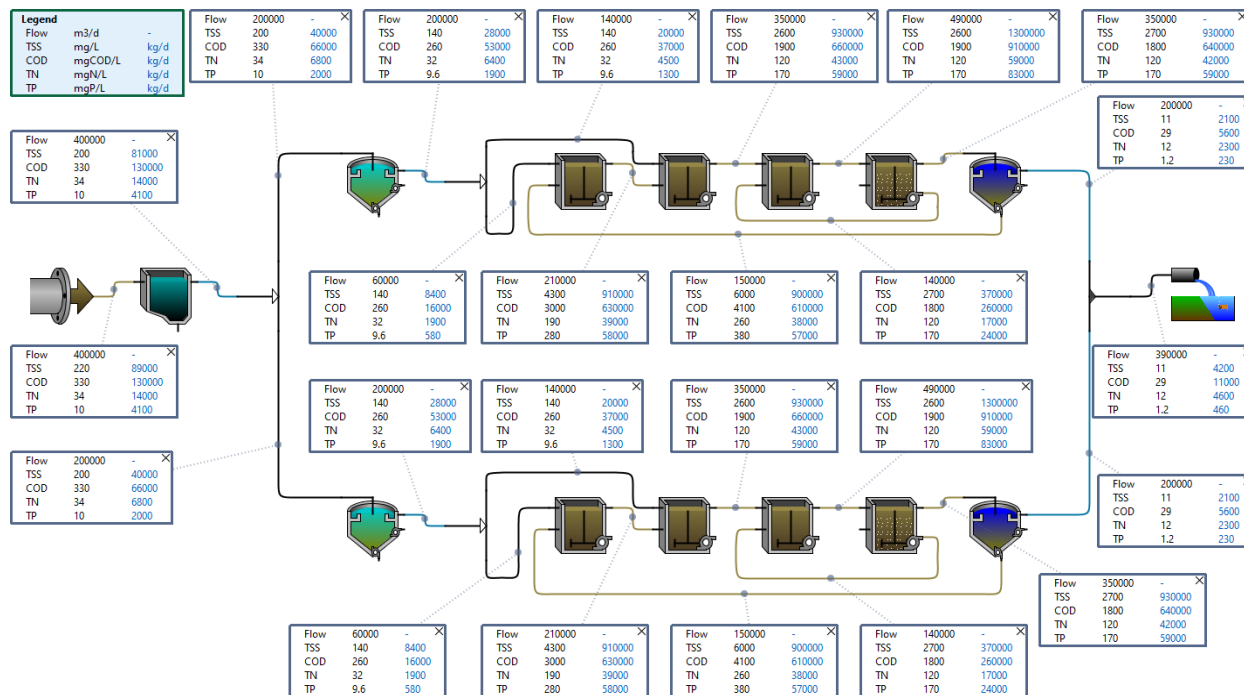 Legend
Flow m3/d -
TSS mg/L kg/d
COD mgCOD/L kg/d
TN mgN/L kg/d
TP mgP/L kg/d
Flow 200000 -
TSS 200 40000
COD 330 66000
TN 34 6800
TP 10 2000
Flow 200000 -
TSS 140 28000
COD 260 53000
TN 32 6400
TP 9.6 1900
Flow 140000 -
TSS 140 20000
COD 260 37000
TN 32 4500
TP 9.6 1300
Flow 350000 -
TSS 2600 930000
COD 1900 660000
TN 120 43000
TP 170 59000
Flow 490000 -
TSS 2600 1300000
COD 1900 910000
TN 120 59000
TP 170 83000
Flow 350000 -
TSS 2700 930000
COD 1800 640000
TN 120 42000
TP 170 59000
Flow 200000 -
TSS 11 2100
COD 29 5600
TN 12 2300
TP 1.2 230
Flow 400000 -
TSS 200 81000
COD 330 130000
TN 34 14000
TP 10 4100
Flow 60000 -
TSS 140 8400
COD 260 16000
TN 32 1900
TP 9.6 580
Flow 210000 -
TSS 4300 910000
COD 3000 630000
TN 190 39000
TP 280 58000
Flow 150000 -
TSS 6000 900000
COD 4100 610000
TN 260 38000
TP 380 57000
Flow 140000 -
TSS 2700 370000
COD 1800 260000
TN 120 17000
TP 170 24000
Flow 400000 -
TSS 220 89000
COD 330 130000
TN 34 14000
TP 10 4100
Flow 390000 -
TSS 11 4200
COD 29 11000
TN 12 4600
TP 1.2 460
Flow 200000 -
TSS 140 28000
COD 260 53000
TN 32 6400
TP 9.6 1900
Flow 140000 -
TSS 140 20000
COD 260 37000
TN 32 4500
TP 9.6 1300
Flow 350000 -
TSS 2600 930000
COD 1900 660000
TN 120 43000
TP 170 59000
Flow 490000 -
TSS 2600 1300000
COD 1900 910000
TN 120 59000
TP 170 83000
Flow 200000 -
TSS 200 40000
COD 330 66000
TN 34 6800
TP 10 2000
Flow 200000 -
TSS 11 2100
COD 29 5600
TN 12 2300
TP 1.2 230
Flow 350000 -
TSS 2700 930000
COD 1800 640000
TN 120 42000
TP 170 59000
Flow 60000 -
TSS 140 8400
COD 260 16000
TN 32 1900
TP 9.6 580
Flow 210000 -
TSS 4300 910000
COD 3000 630000
TN 190 39000
TP 280 58000
Flow 150000 -
TSS 6000 900000
COD 4100 610000
TN 260 38000
TP 380 57000
Flow 140000 -
TSS 2700 370000
COD 1800 260000
TN 120 17000
TP 170 24000